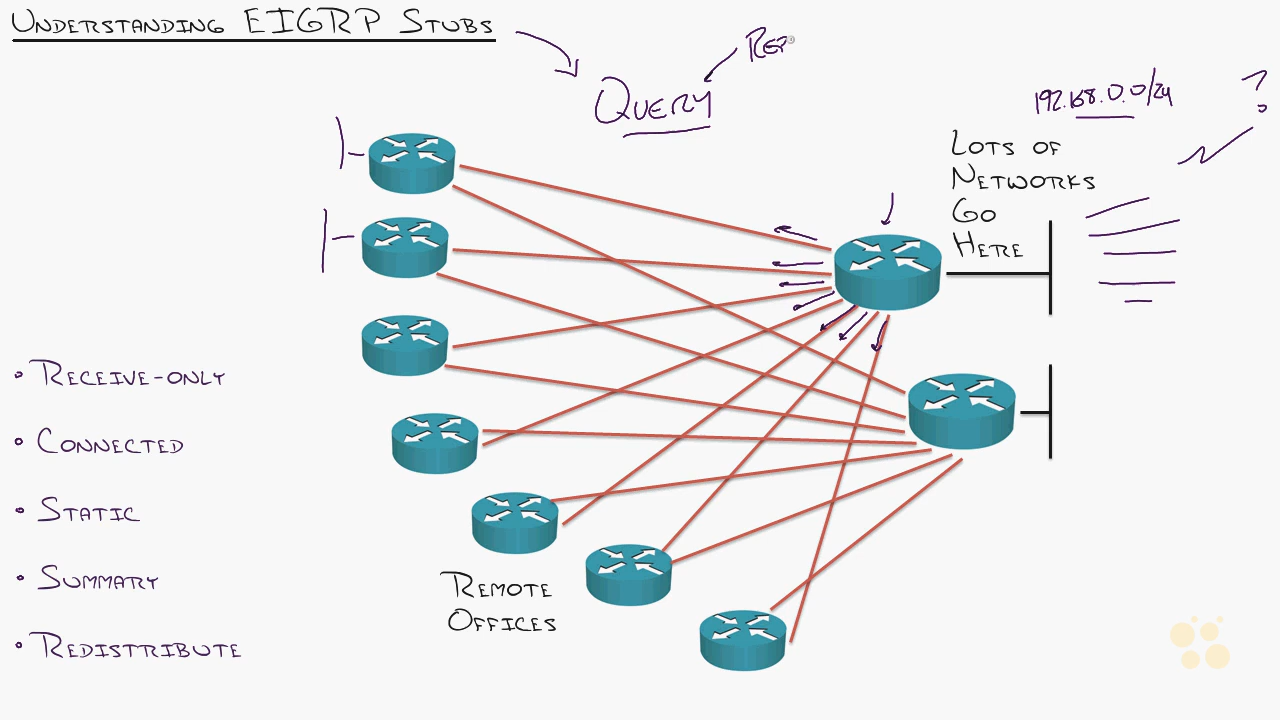 Understanding EIGRP Stubs
Query
192.168.0.0/24
?
Lots of
Networks
Go
Here
• Receive-only
• Connected
• Static
• Summary
• Redistribute
Remote
Offices